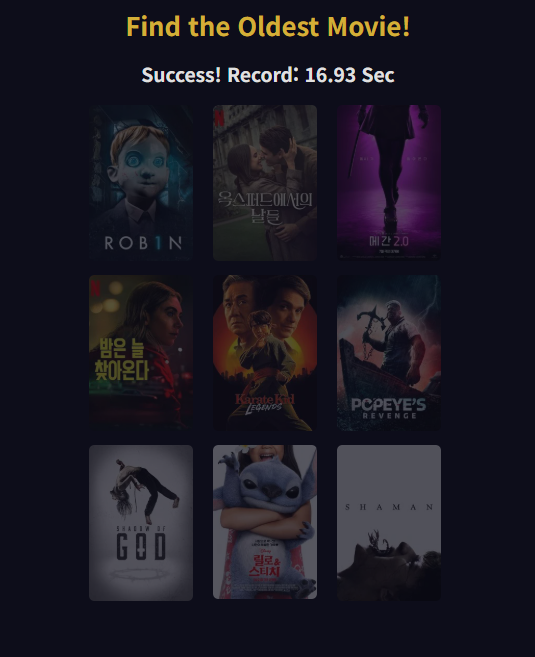 Find the Oldest Movie!
Success! Record: 16.93 Sec
ROB1N
옥스퍼드에서의
날들
메간 2.0
밤은 늘
찾아온다
Karate Kid
LEGENDS
POPEYE'S
REVENGE
SHADOW OF
GOD
Disney
릴로&
스티치
SHAMAN